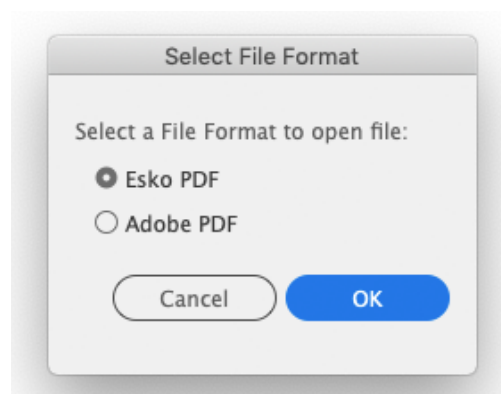 Select File Format
Select a File Format to open file:
Esko PDF
Adobe PDF
Cancel OK